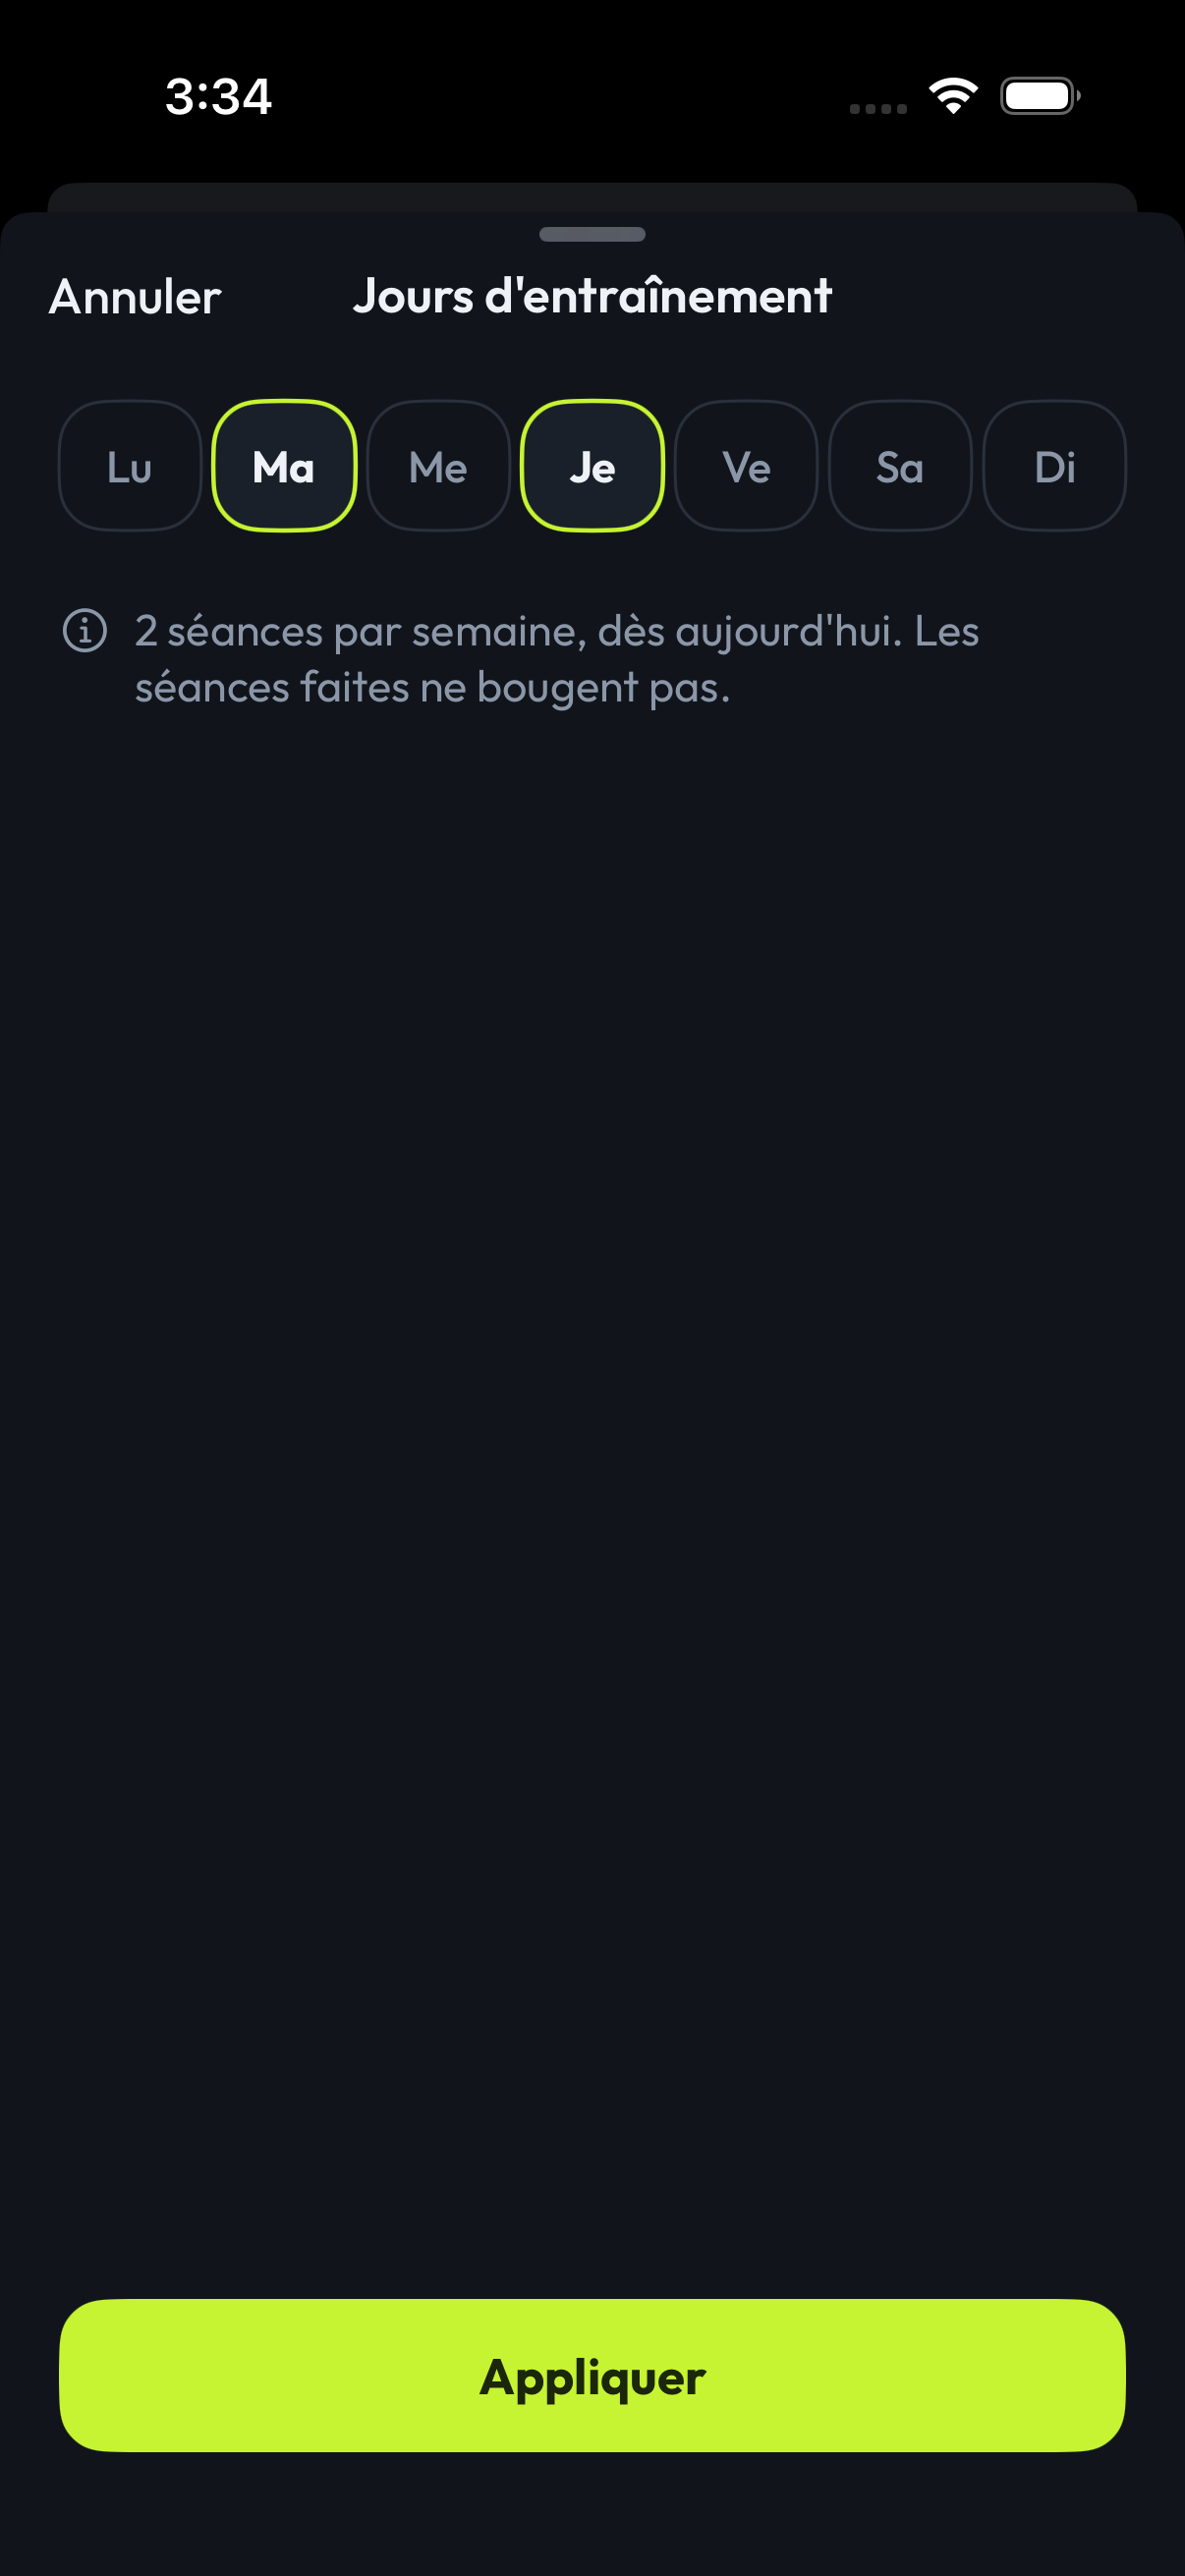 3:34
Annuler
Jours d'entraînement
Lu
Ma
Me
Je
Ve
Sa
Di
2 séances par semaine, dès aujourd'hui. Les
séances faites ne bougent pas.
Appliquer